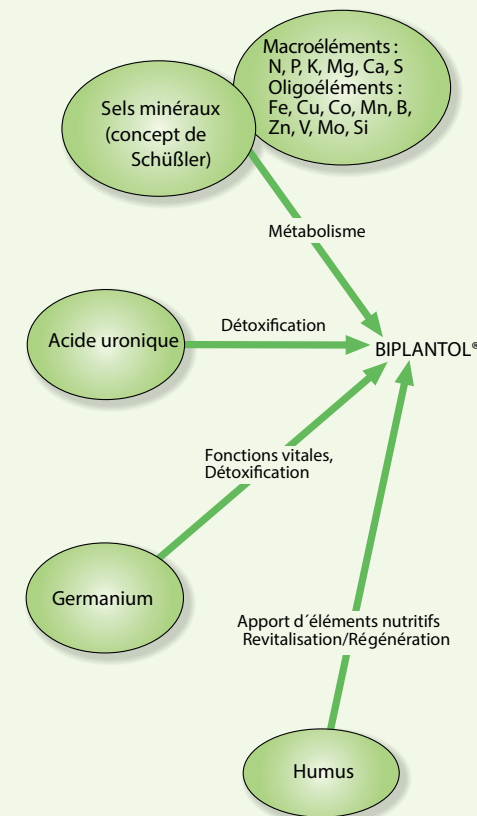 Macroéléments :
N, P, K, Mg, Ca, S
Oligoéléments :
Fe, Cu, Co, Mn, B,
Zn, V, Mo, Si
Sels minéraux
(concept de
Schüßler)
Métabolisme
Acide uronique
Détoxification
BIPLANTOL®
Fonctions vitales,
Détoxification
Germanium
Apport d´éléments nutritifs
Revitalisation/Régénération
Humus